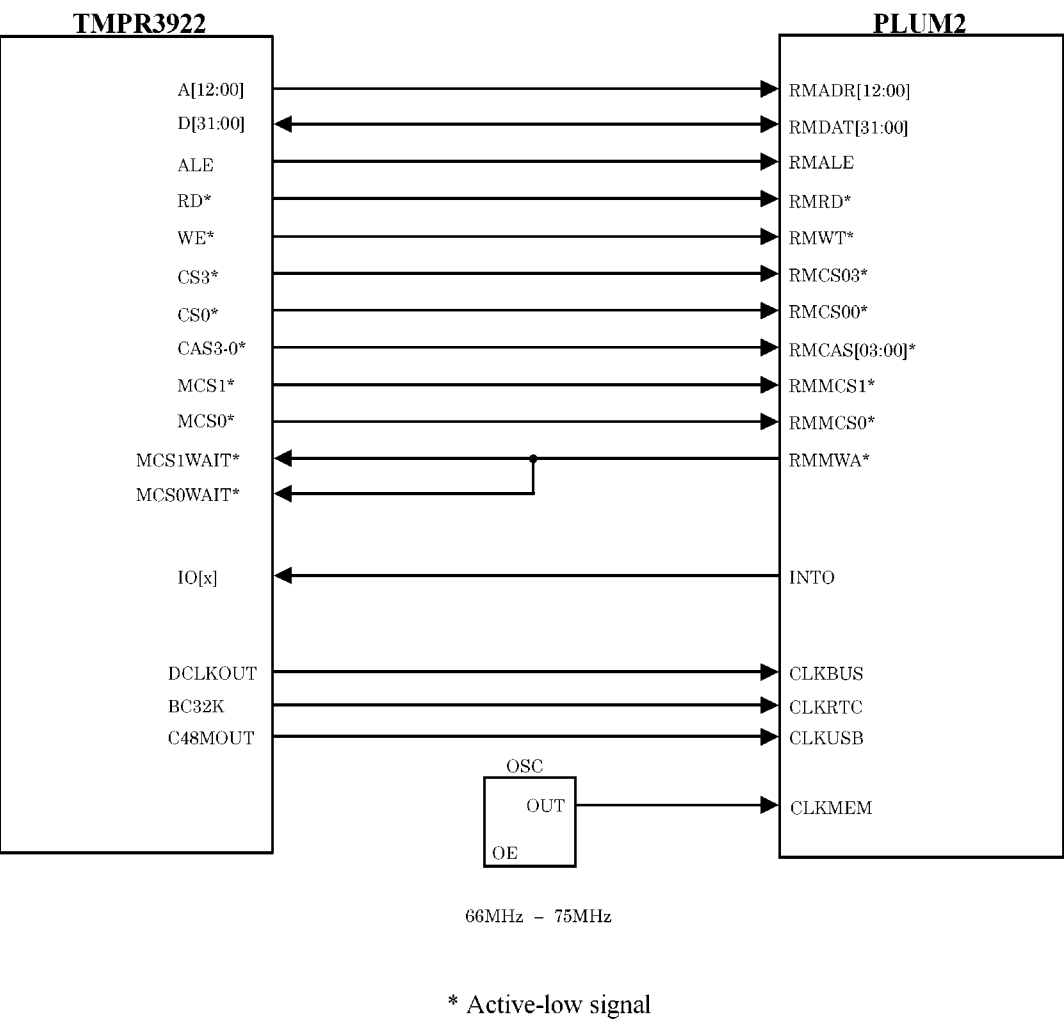 TMPR3922 PLUM2
A[12:00] RMADR[12:00]
D[31:00] RMDAT[31:00]
ALE RMALE
RD* RMRD*
WE* RMWT*
CS3* RMCS03*
CS0* RMCS00*
CAS3-0* RMCAS[03:00]*
MCS1* RMMCS1*
MCS0* RMMCS0*
MCS1WAIT* RMMWA*
MCS0WAIT*
IO[x] INTO
DCLKOUT CLKBUS
BC32K CLKRTC
C48MOUT CLKUSB
OSC
OUT CLKMEM
OE
66MHz – 75MHz
* Active-low signal